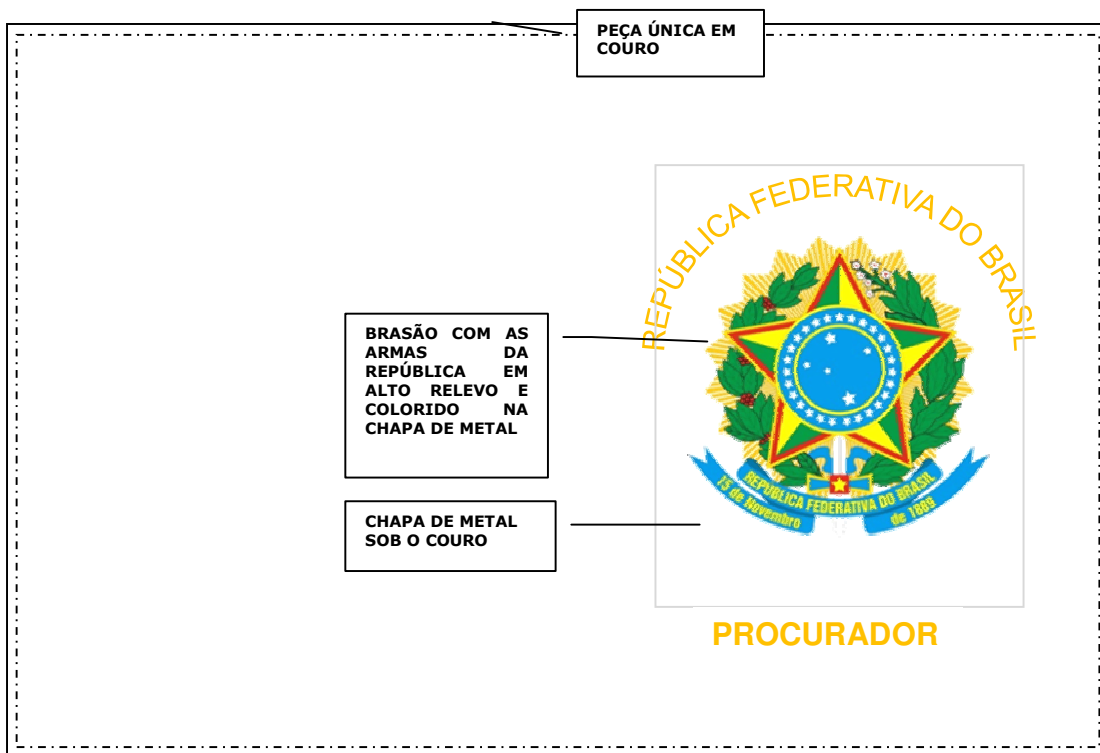 PEÇA ÚNICA EM
COURO
REPÚBLICA FEDERATIVA DO BRASIL
BRASÃO COM AS
ARMAS DA
REPÚBLICA EM
ALTO RELEVO E
COLORIDO NA
CHAPA DE METAL
REPÚBLICA FEDERATIVA DO BRASIL
15 de Novembro
de 1889
CHAPA DE METAL
SOB O COURO
PROCURADOR